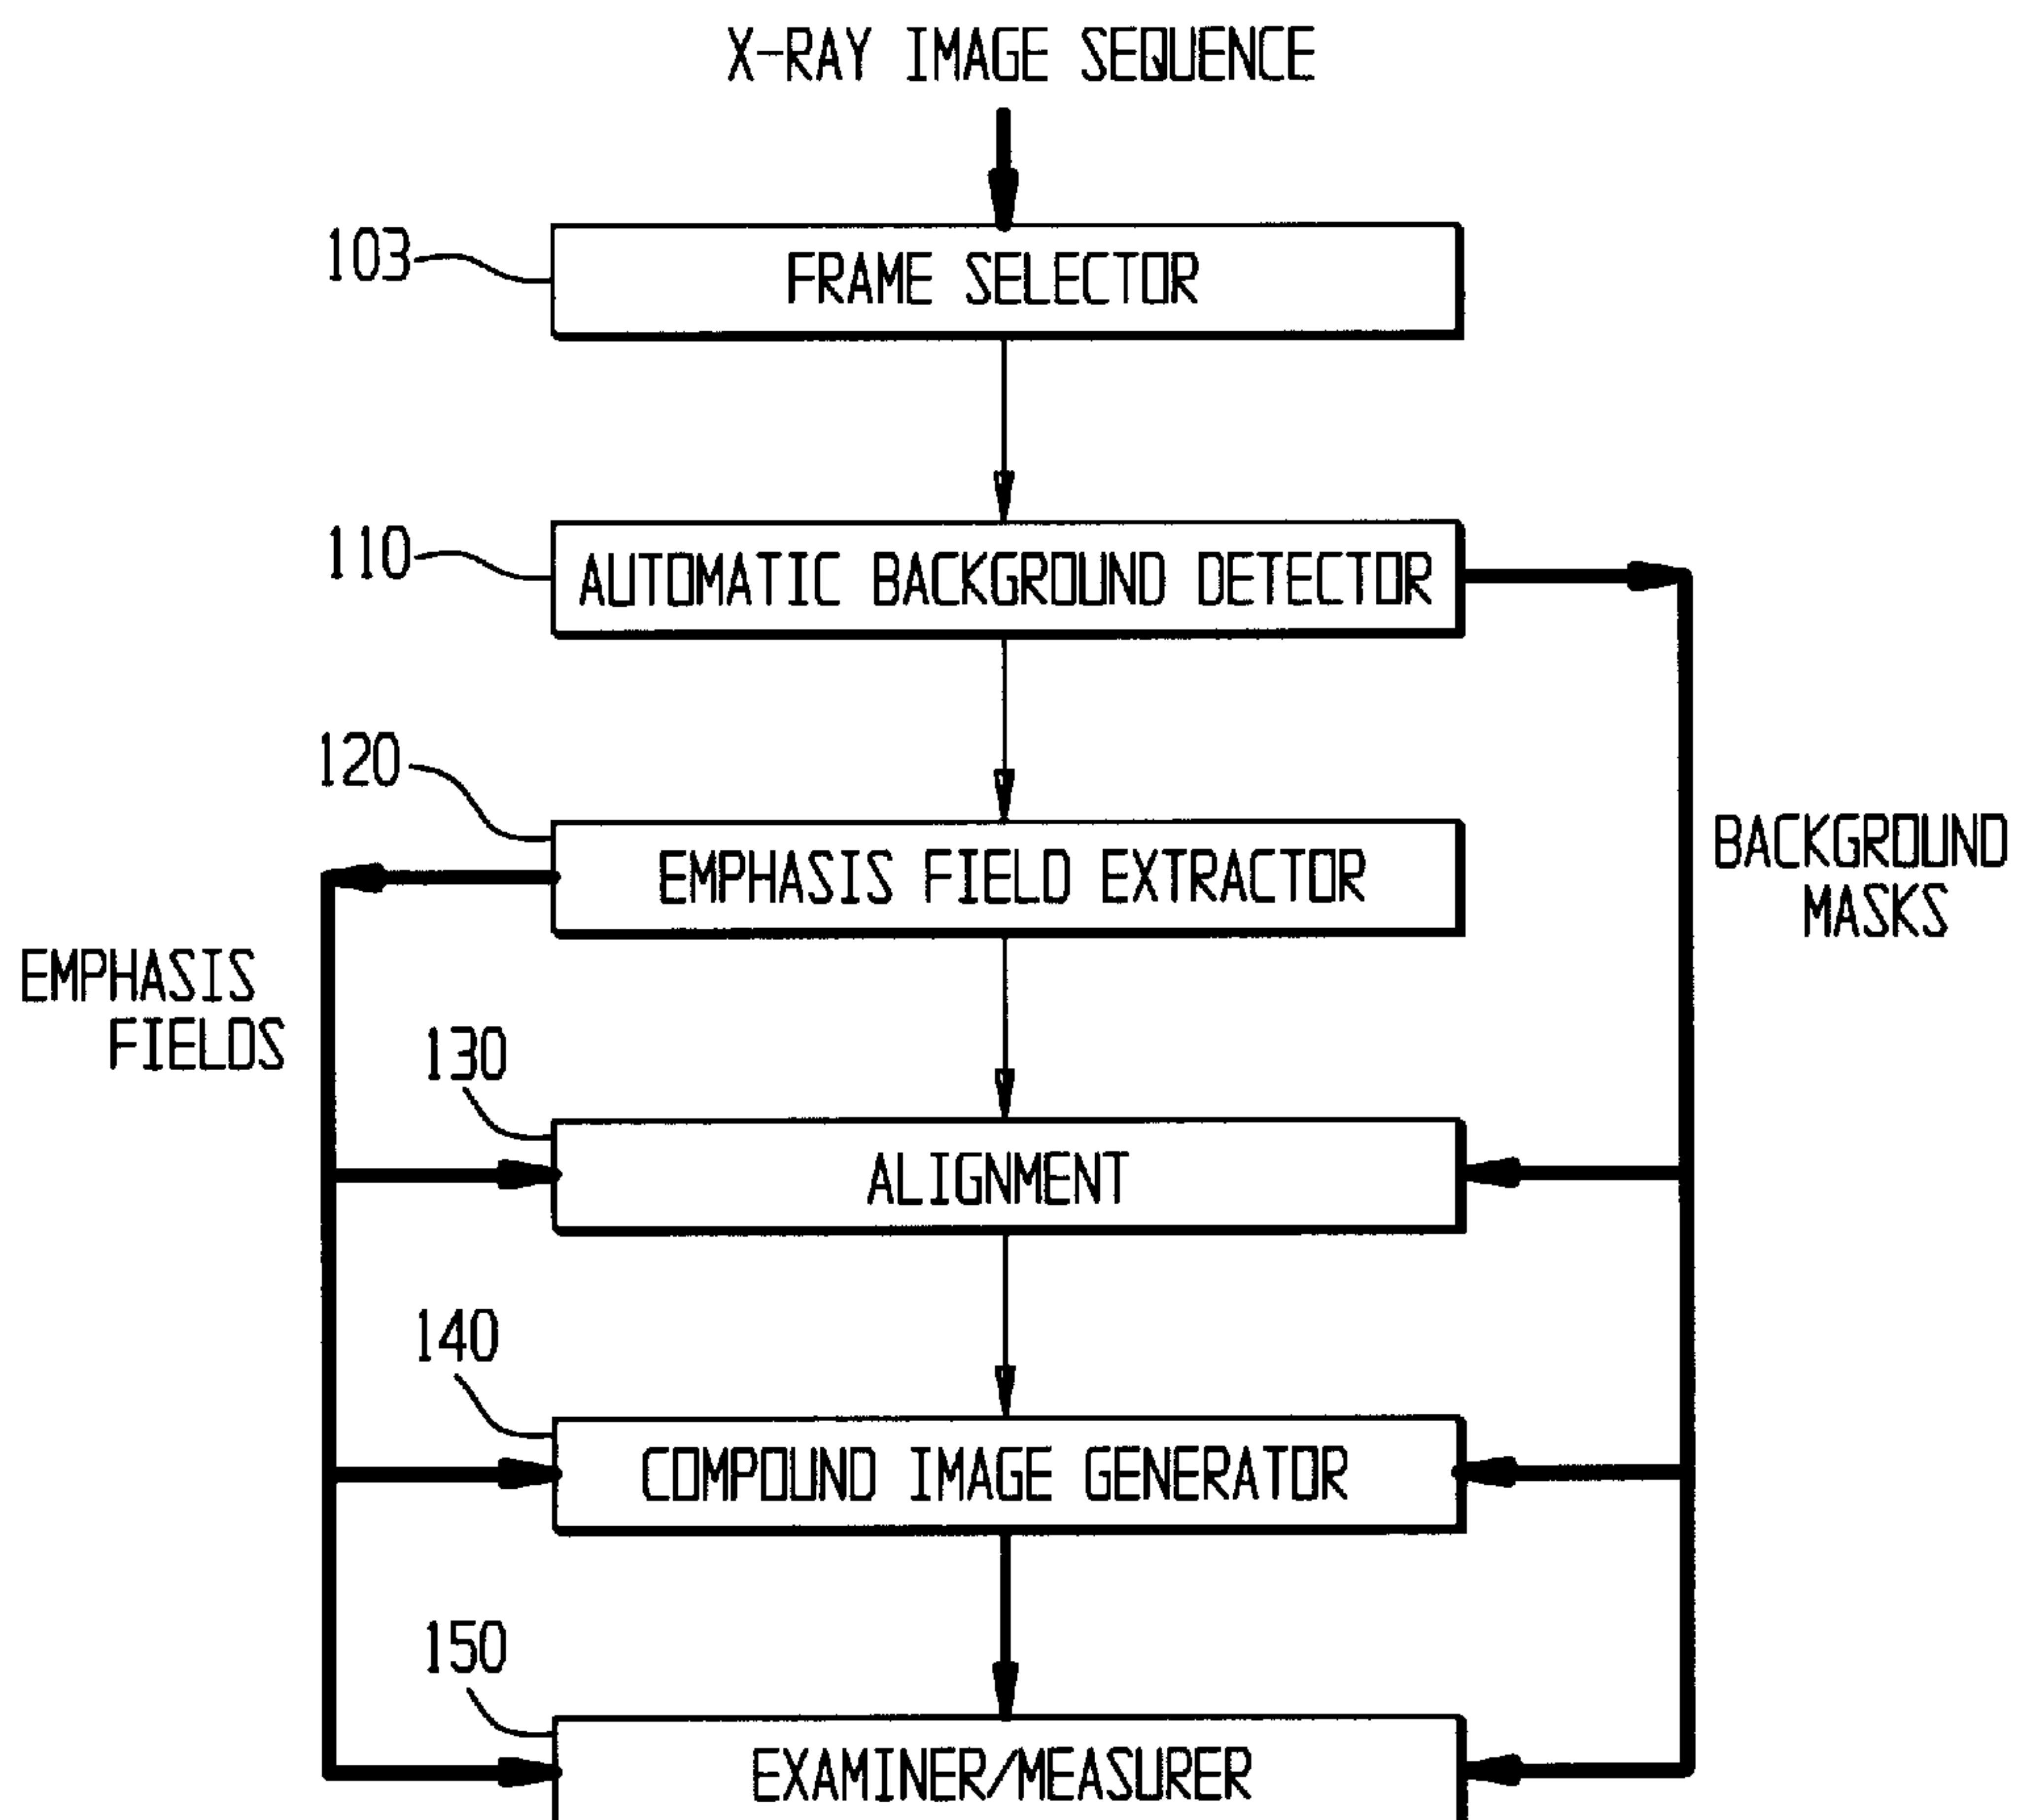 X-RAY IMAGE SEQUENCE
103
FRAME SELECTOR
110
AUTOMATIC BACKGROUND DETECTOR
120
EMPHASIS FIELD EXTRACTOR
BACKGROUND
MASKS
EMPHASIS
FIELDS
130
ALIGNMENT
140
COMPOUND IMAGE GENERATOR
150
EXAMINER/MEASURER